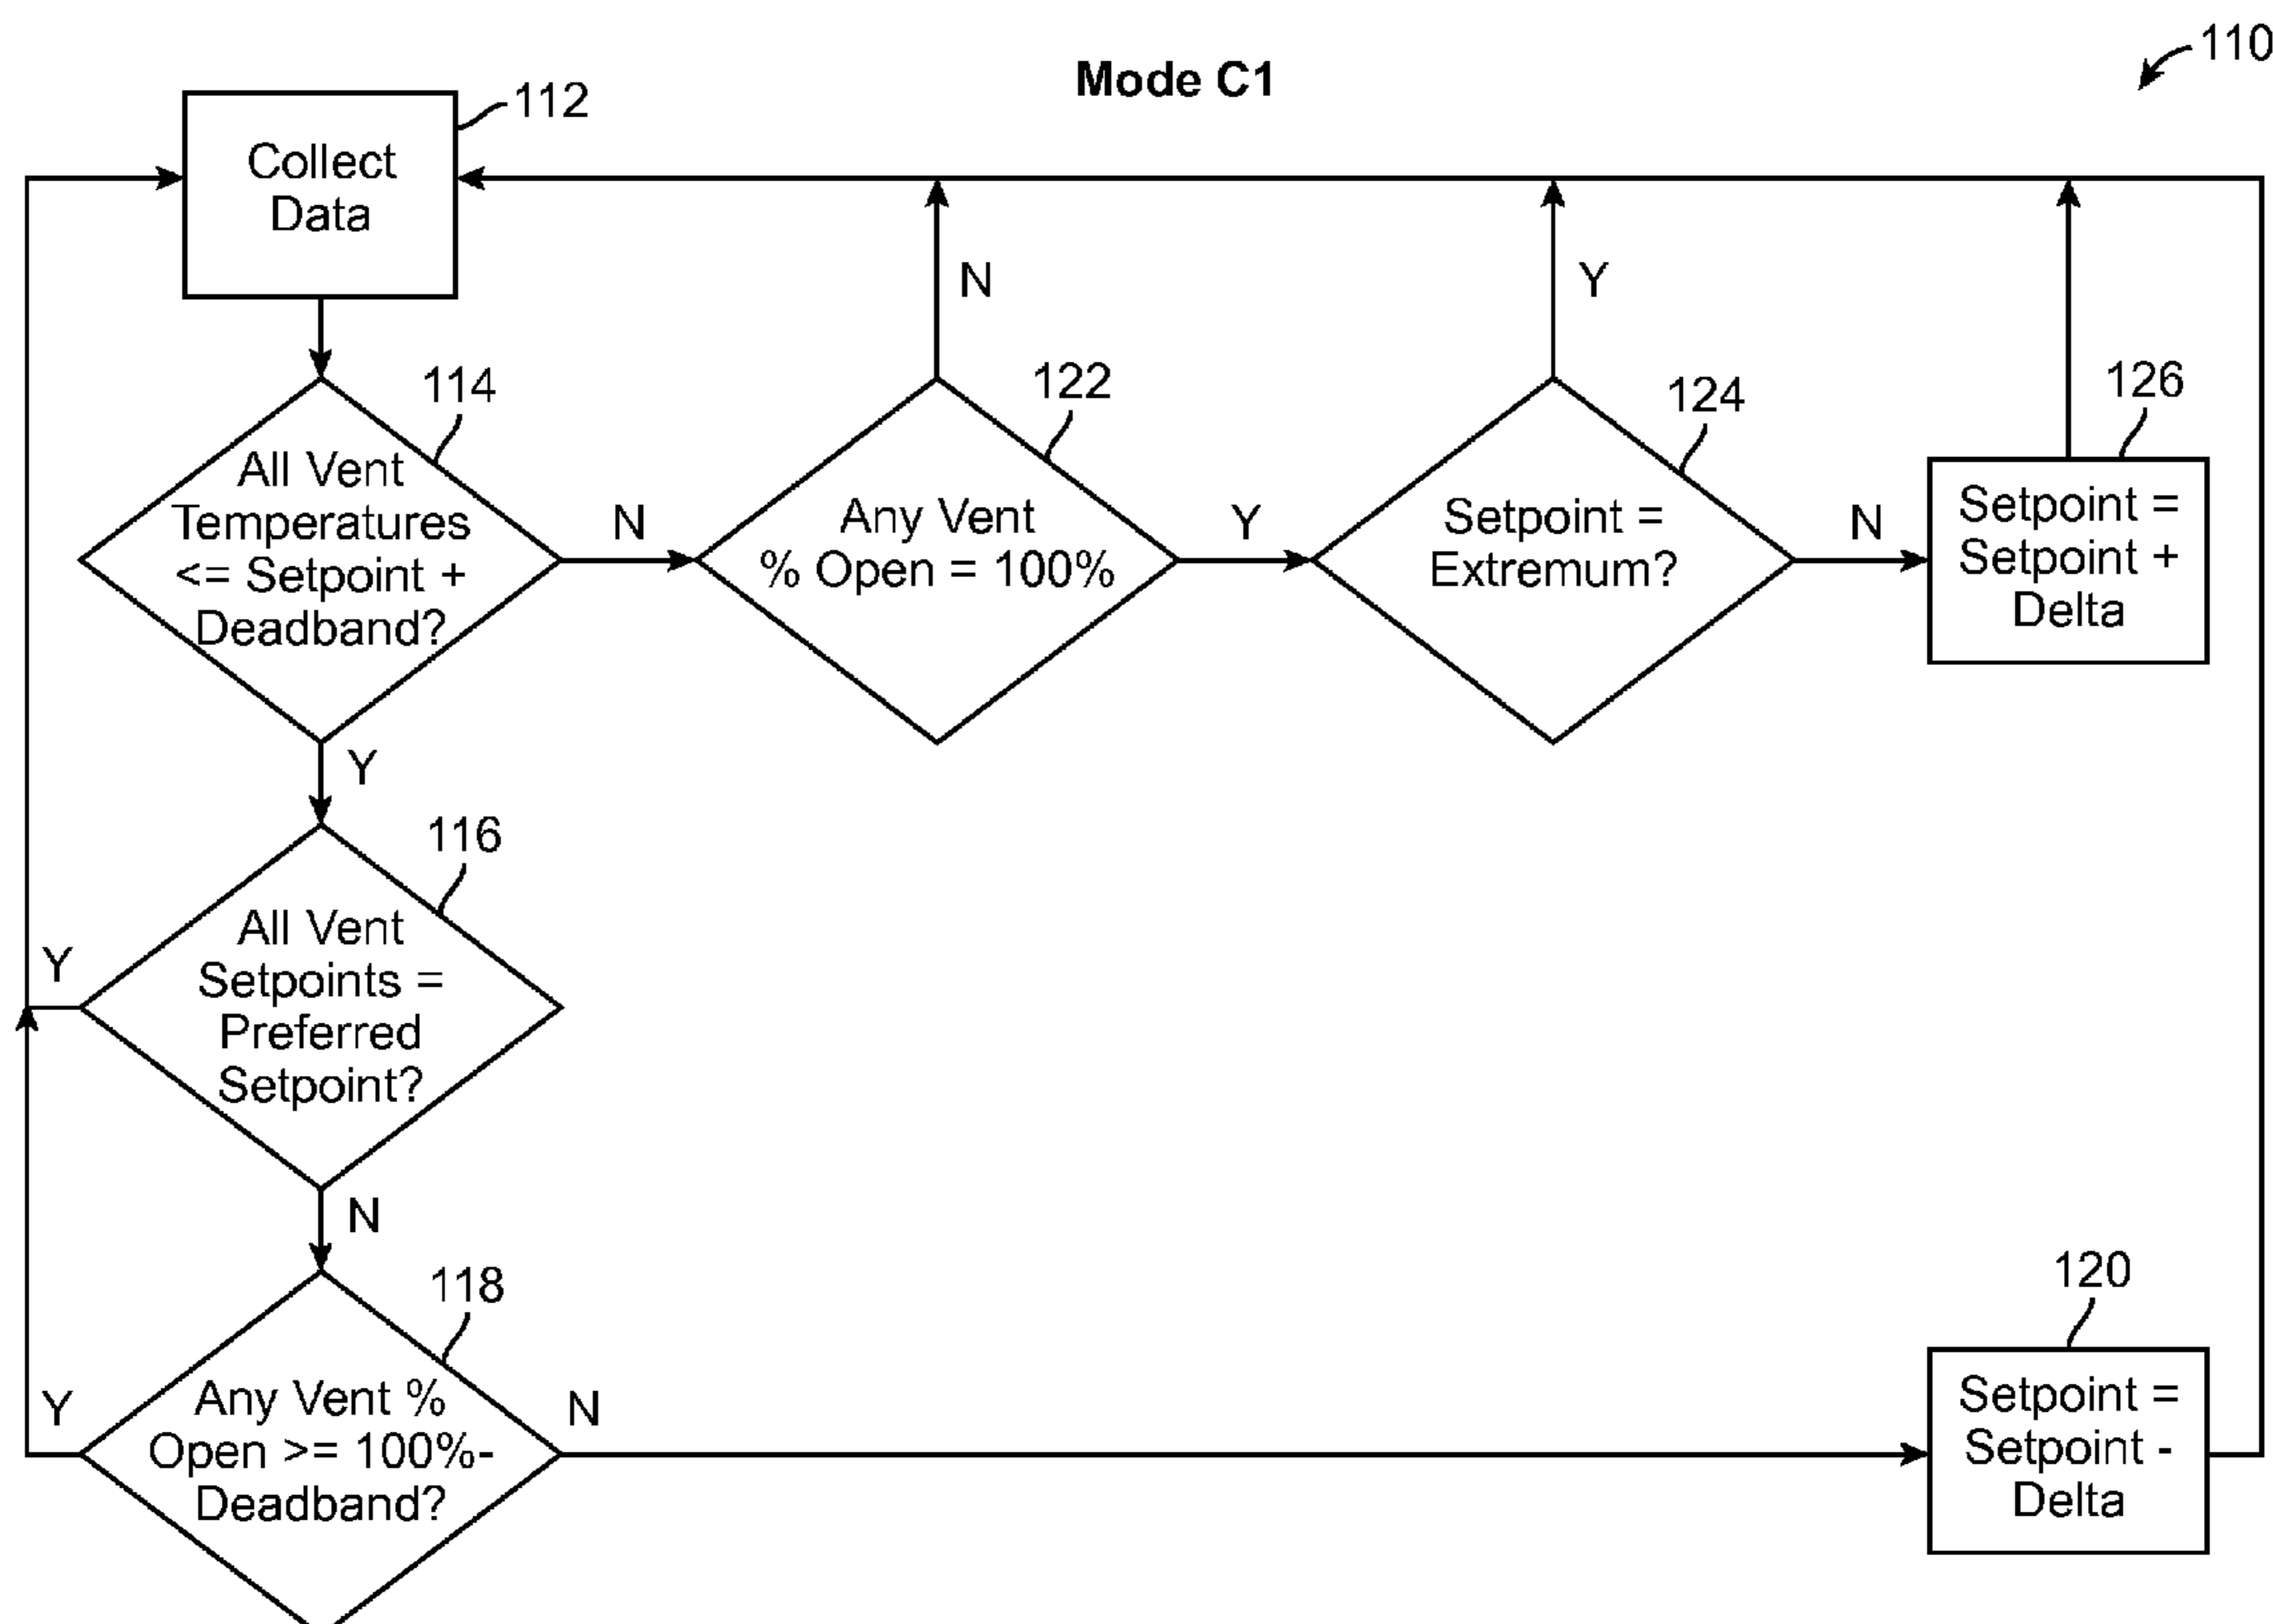 110
Mode C1
112
Collect
Data
N
Y
114
122
124
126
All Vent
Temperatures
<= Setpoint +
Deadband?
N
Any Vent
% Open = 100%
Y
Setpoint =
Extremum?
N
Setpoint =
Setpoint +
Delta
Y
116
All Vent
Setpoints =
Preferred
Setpoint?
Y
N
118
120
Any Vent %
Open >= 100%-
Deadband?
Y
N
Setpoint =
Setpoint -
Delta